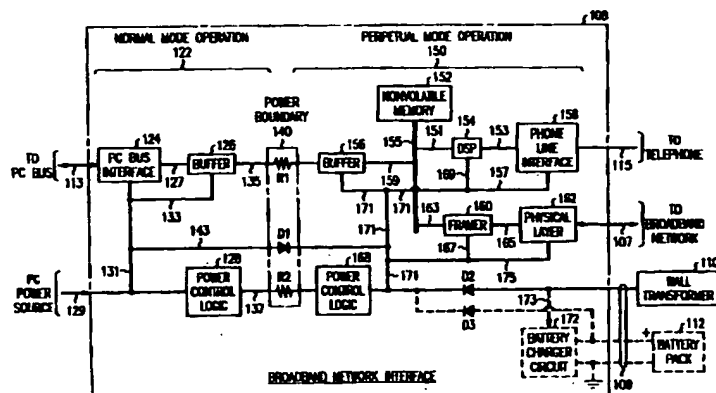 108
NORMAL MODE OPERATION
122
PERPETUAL MODE OPERATION
150
152
NONVOLATILE MEMORY
POWER BOUNDARY
140
124
PC BUS INTERFACE
126
BUFFER
127
133
135
R1
156
BUFFER
155
151
154
DSP
153
158
PHONE LINE INTERFACE
159
169
157
TO PC BUS
113
TO TELEPHONE
115
171
171
171
163
160
FRAMER
165
162
PHYSICAL LAYER
167
175
TO BROADBAND NETWORK
107
143
D1
131
128
POWER CONTROL LOGIC
137
R2
168
POWER CONTROL LOGIC
171
D2
173
D3
PC POWER SOURCE
129
110
WALL TRANSFORMER
172
BATTERY CHARGER CIRCUIT
+
112
BATTERY PACK
109
BROADBAND NETWORK INTERFACE